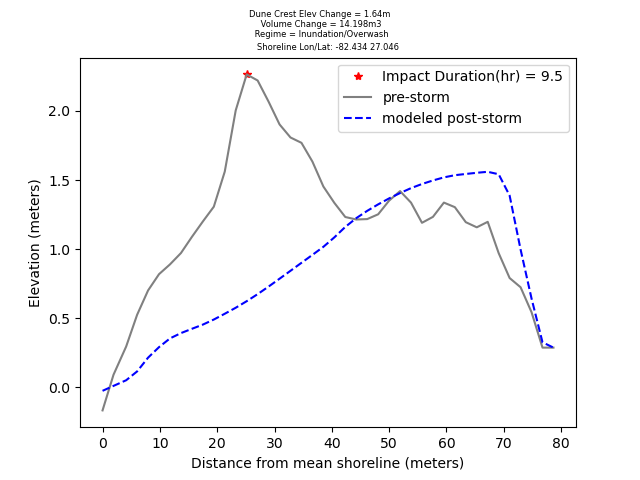 Dune Crest Elev Change = 1.64m
Volume Change = 14.198m3
Regime = Inundation/Overwash
Shoreline Lon/Lat: -82.434 27.046
Impact Duration(hr) = 9.5
pre-storm
modeled post-storm
2.0
1.5
1.0
0.5
0.0
Elevation (meters)
0 10 20 30 40 50 60 70 80
Distance from mean shoreline (meters)